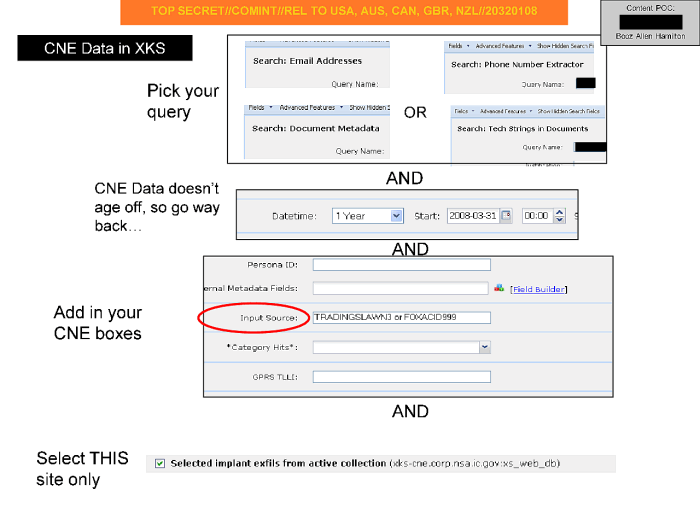 TOP SECRET//COMINT//REL TO USA, AUS, CAN, GBR, NZL//20320108
Content POC:
Booz Allen Hamilton
CNE Data in XKS
Pick your
query
Fields Advanced Features Show Hidden S
Search: Email Addresses
Query Name:
Fields Advanced Features Show Hidden Search Fi
Search: Phone Number Extractor
Query Name:
OR
Fields Advanced Features Show Hidden S
Search: Document Metadata
Query Name:
Fields Advanced Features Show Hidden Search Fields
Search: Tech Strings in Documents
Query Name:
AND
CNE Data doesn't
age off, so go way
back…
Datetime: 1 Year Start: 2008-03-31 00:00
AND
Add in your
CNE boxes
Persona ID:
ernal Metadata Fields: [Field Builder]
Input Source: TRADINGSLAWN3 or FOXACID999
*Category Hits*:
GPRS TLLI:
AND
Select THIS
site only
Selected implant exfils from active collection (xks-cne.corp.nsa.ic.gov:xs_web_db)